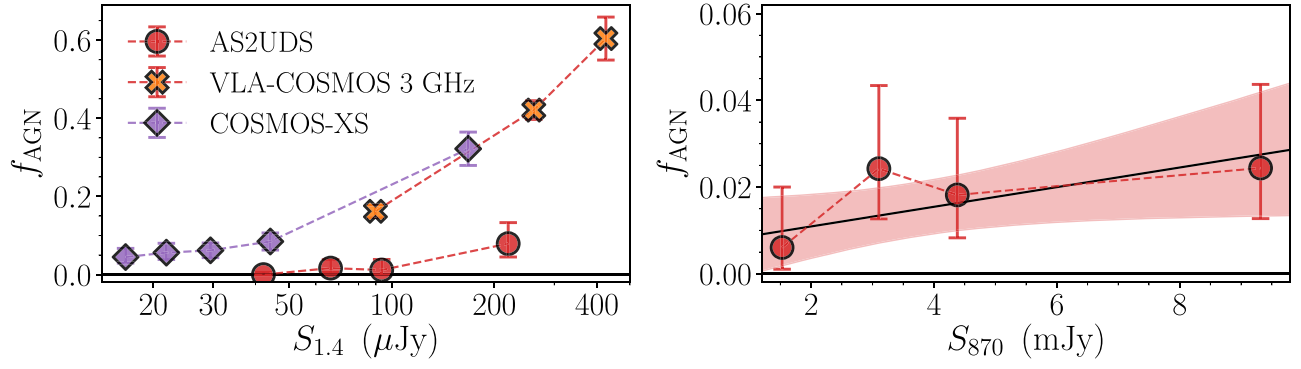 0.6
0.4
0.2
0.0
f_AGN
AS2UDS
VLA-COSMOS 3 GHz
COSMOS-XS
20 30 50 100 200 400
S_1.4 (μJy)
0.06
0.04
0.02
0.00
f_AGN
2 4 6 8
S_870 (mJy)